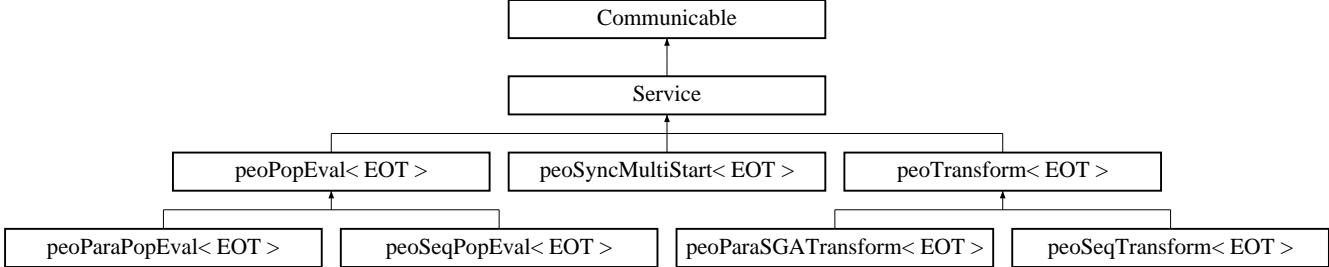 Communicable
Service
peoPopEval< EOT >
peoSyncMultiStart< EOT >
peoTransform< EOT >
peoParaPopEval< EOT >
peoSeqPopEval< EOT >
peoParaSGATransform< EOT >
peoSeqTransform< EOT >